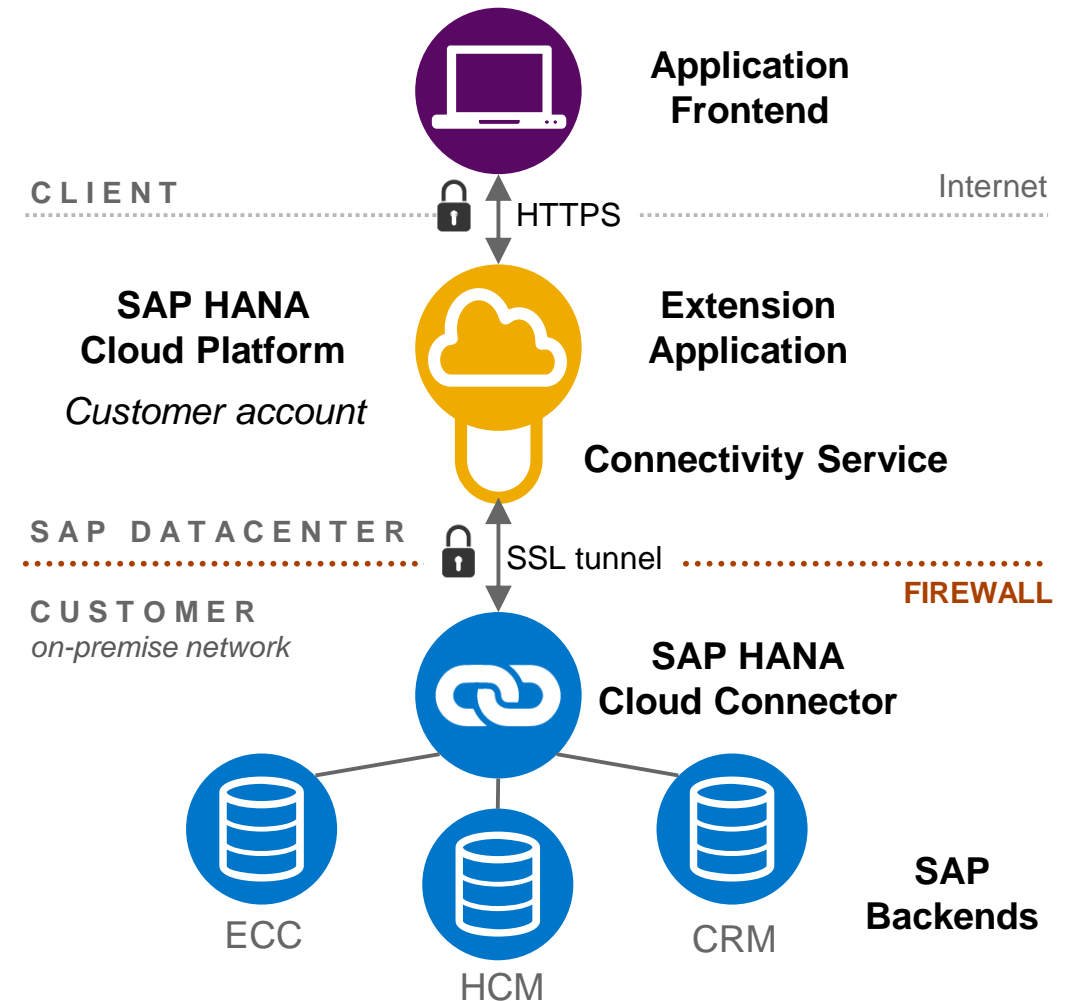 Application
Frontend
CLIENT
Internet
HTTPS
SAP HANA
Cloud Platform
Customer account
Extension
Application
Connectivity Service
SAP DATACENTER
SSL tunnel
FIREWALL
CUSTOMER
on-premise network
SAP HANA
Cloud Connector
ECC
HCM
CRM
SAP
Backends